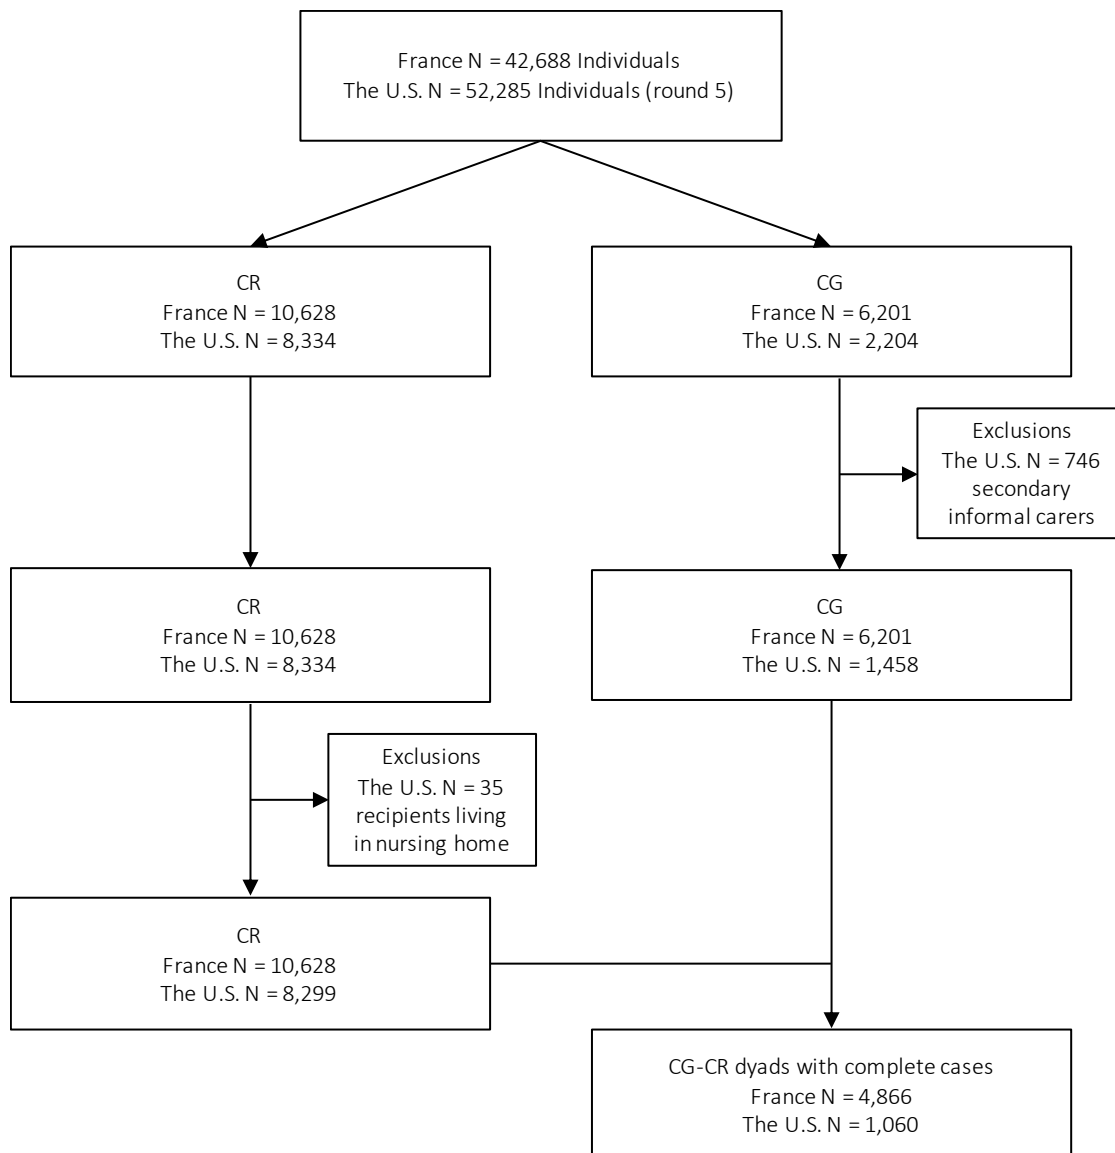 France N = 42,688 Individuals
The U.S. N = 52,285 Individuals (round 5)
CR
France N = 10,628
The U.S. N = 8,334
CG
France N = 6,201
The U.S. N = 2,204
Exclusions
The U.S. N = 746
secondary
informal carers
CR
France N = 10,628
The U.S. N = 8,334
CG
France N = 6,201
The U.S. N = 1,458
Exclusions
The U.S. N = 35
recipients living
in nursing home
CR
France N = 10,628
The U.S. N = 8,299
CG-CR dyads with complete cases
France N = 4,866
The U.S. N = 1,060